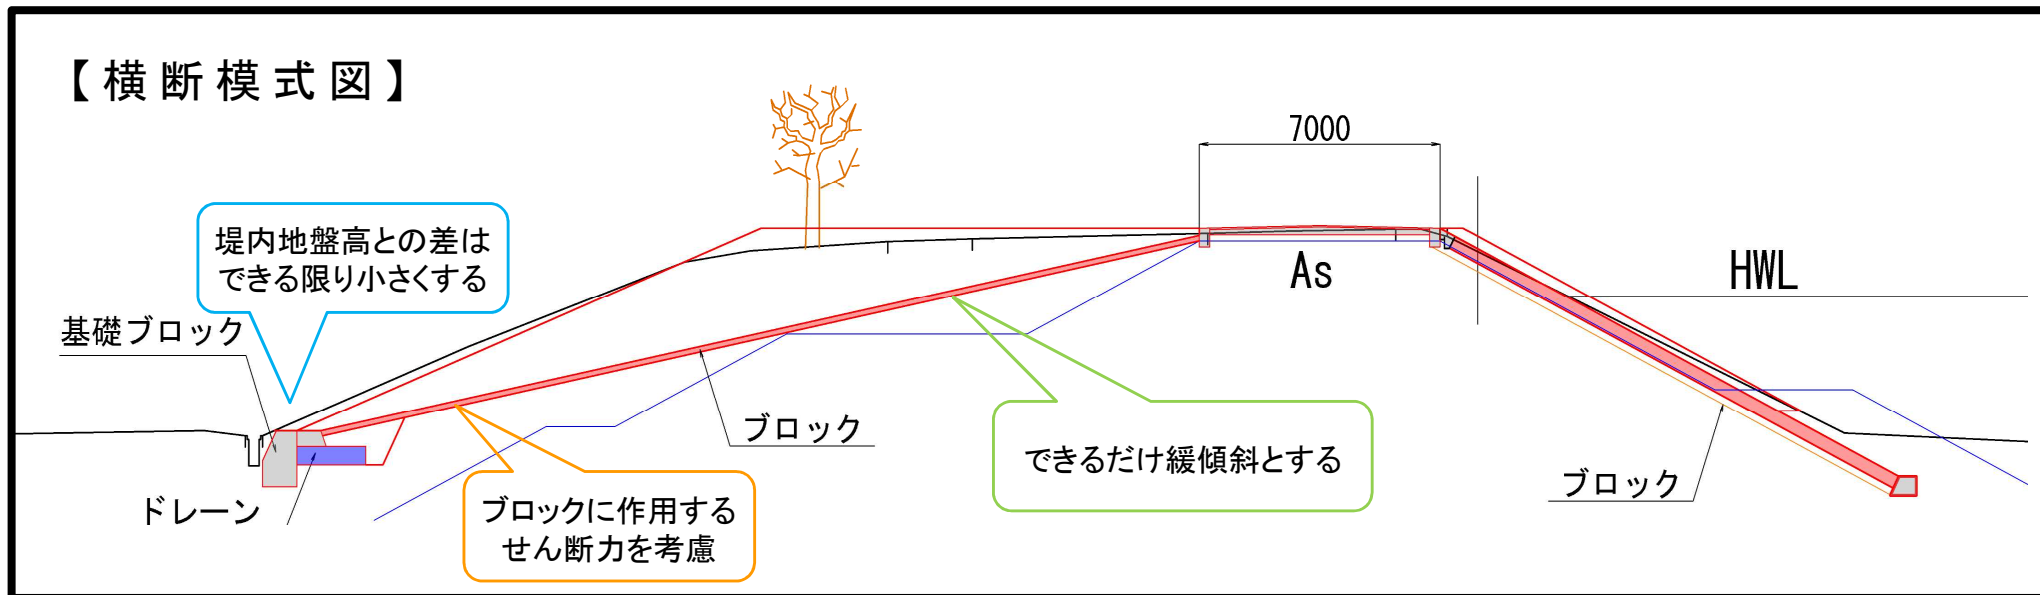 【横断模式図】
7000
堤内地盤高との差は
できる限り小さくする
As
HWL
基礎ブロック
ブロック
できるだけ緩傾斜とする
ブロック
ドレーン
ブロックに作用する
せん断力を考慮